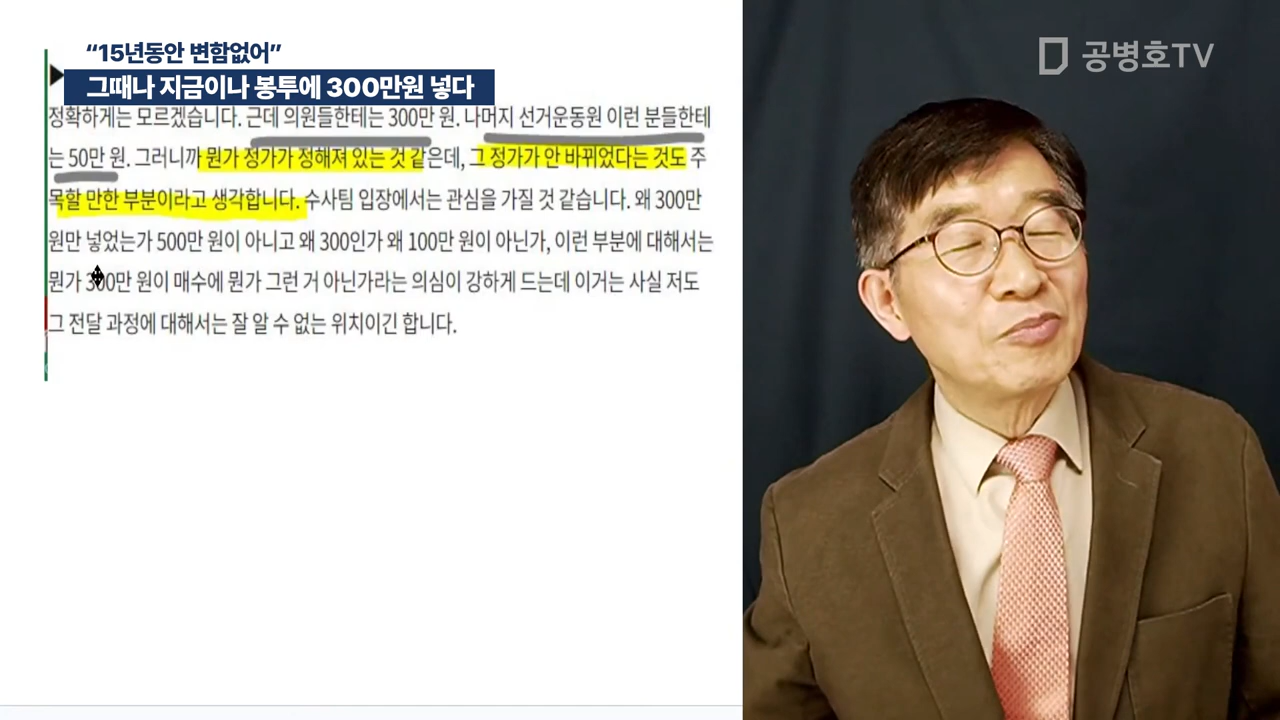 “15년동안 변함없어”
그때나 지금이나 봉투에 300만원 넣다
공병호TV
정확하게는 모르겠습니다. 근데 의원들한테는 300만 원. 나머지 선거운동원 이런 분들한테
는 50만 원. 그러니까 뭔가 정가가 정해져 있는 것 같은데, 그 정가가 안 바뀌었다는 것도 주
목할 만한 부분이라고 생각합니다. 수사팀 입장에서는 관심을 가질 것 같습니다. 왜 300만
원만 넣었는가 500만 원이 아니고 왜 300인가 왜 100만 원이 아닌가, 이런 부분에 대해서는
뭔가 300만 원이 매수에 뭔가 그런 거 아닌가라는 의심이 강하게 드는데 이거는 사실 저도
그 전달 과정에 대해서는 잘 알 수 없는 위치이긴 합니다.